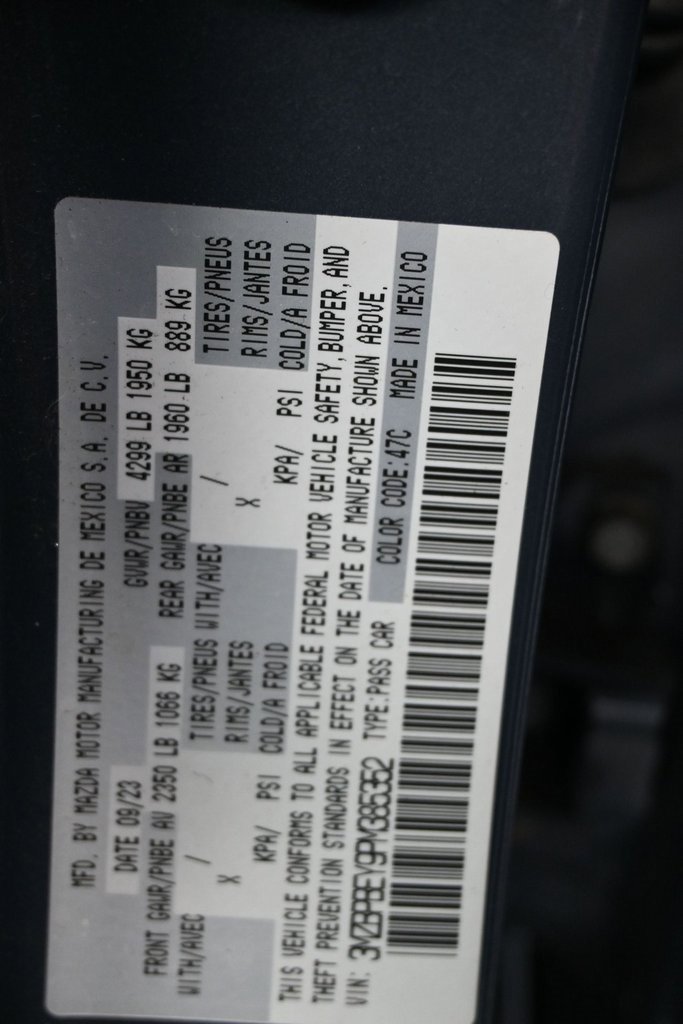 MFD. BY MAZDA MOTOR MANUFACTURING DE MEXICO S.A. DE C.V.
DATE 09/23 GVWR/PNBV 4299 LB 1950 KG
FRONT GAWR/PNBE AV 2350 LB 1066 KG REAR GAWR/PNBE AR 1960 LB 889 KG
WITH/AVEC / TIRES/PNEUS WITH/AVEC / TIRES/PNEUS
X RIMS/JANTES X RIMS/JANTES
KPA/ PSI COLD/A FROID KPA/ PSI COLD/A FROID
THIS VEHICLE CONFORMS TO ALL APPLICABLE FEDERAL MOTOR VEHICLE SAFETY, BUMPER, AND
THEFT PREVENTION STANDARDS IN EFFECT ON THE DATE OF MANUFACTURE SHOWN ABOVE.
VIN: 3MZBPBEY9PM385352 TYPE:PASS CAR COLOR CODE:47C MADE IN MEXICO